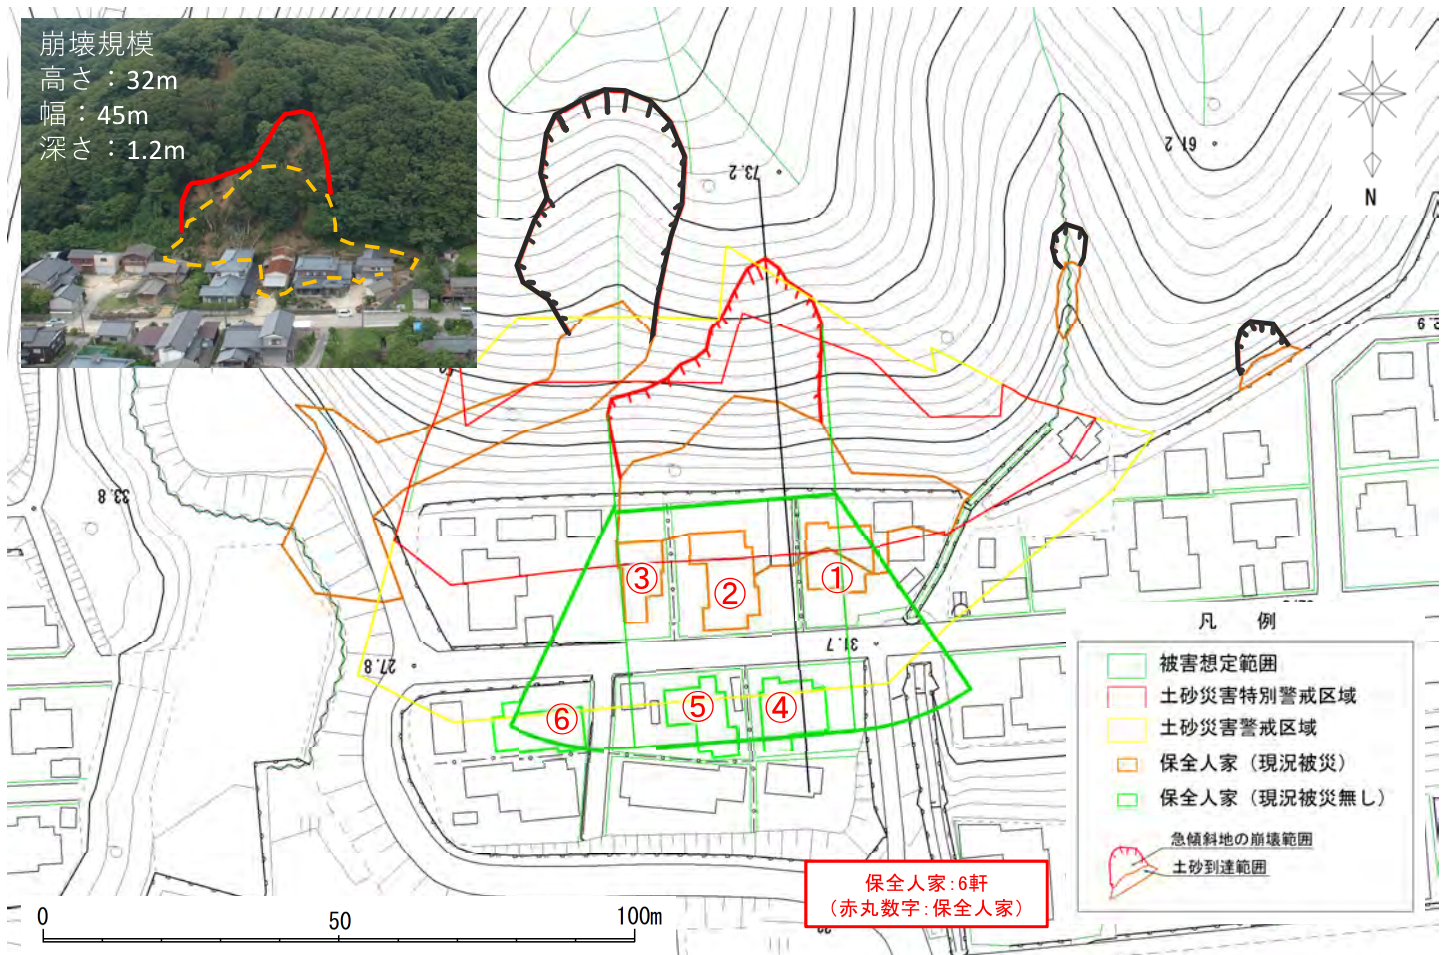 崩壊規模
高さ：32m
幅：45m
深さ：1.2m
73.2
61.2
N
33.8
27.8
31.7
①
②
③
④
⑤
⑥
凡　例
被害想定範囲
土砂災害特別警戒区域
土砂災害警戒区域
保全人家（現況被災）
保全人家（現況被災無し）
急傾斜地の崩壊範囲
土砂到達範囲
保全人家:6軒
（赤丸数字:保全人家）
0 50 100m